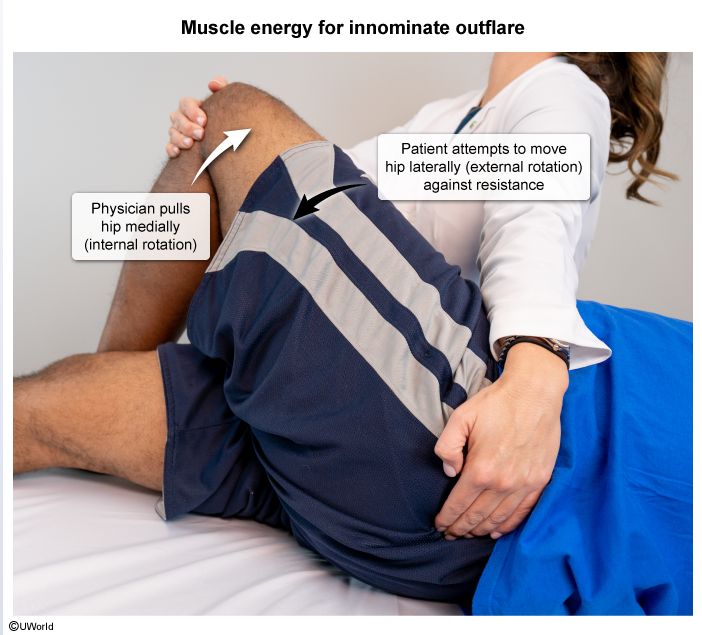 Muscle energy for innominate outflare
Patient attempts to move
hip laterally (external rotation)
against resistance
Physician pulls
hip medially
(internal rotation)
©UWorld